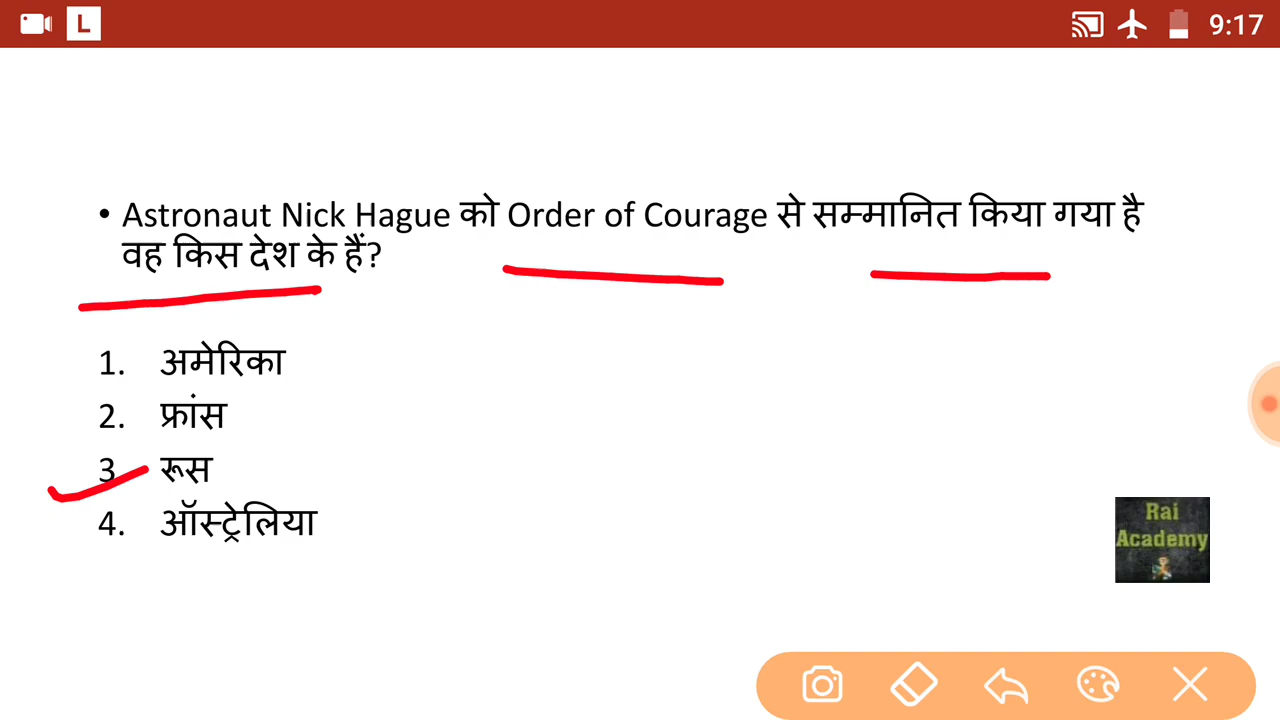 L
9:17
• Astronaut Nick Hague को Order of Courage से सम्मानित किया गया है
वह किस देश के हैं?
1. अमेरिका
2. फ्रांस
3. रूस
4. ऑस्ट्रेलिया
Rai
Academy